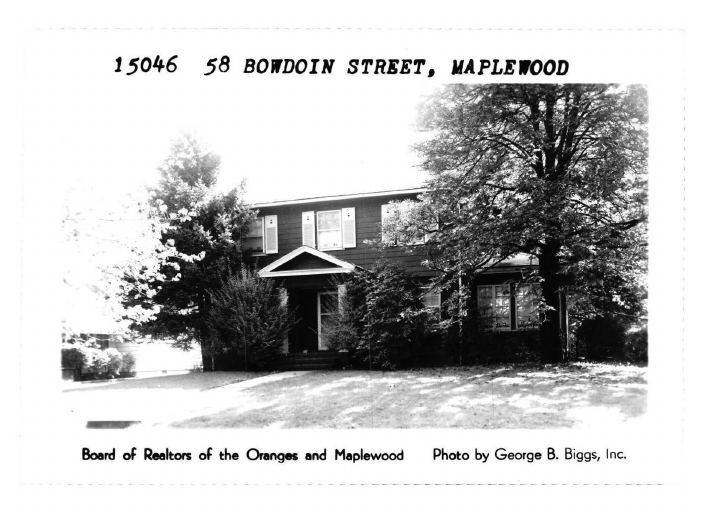 15046 58 BOWDOIN STREET, MAPLEWOOD
Board of Realtors of the Oranges and Maplewood Photo by George B. Biggs, Inc.